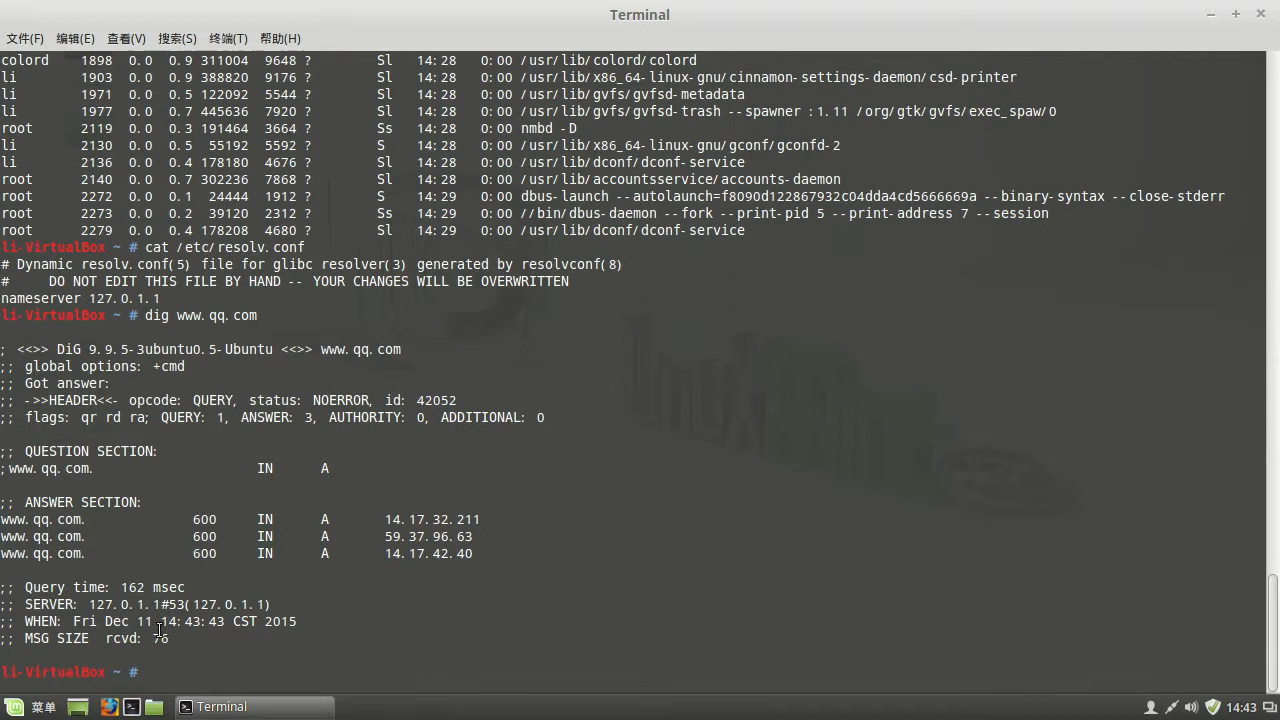 Terminal
文件(F) 编辑(E) 查看(V) 搜索(S) 终端(T) 帮助(H)
colord 1898 0.0 0.9 311004 9648 ? Sl 14:28 0:00 /usr/lib/colord/colord
li 1903 0.0 0.9 388820 9176 ? Sl 14:28 0:00 /usr/lib/x86_64-linux-gnu/cinnamon-settings-daemon/csd-printer
li 1971 0.0 0.5 122092 5544 ? Sl 14:28 0:00 /usr/lib/gvfs/gvfsd-metadata
li 1977 0.0 0.7 445636 7920 ? Sl 14:28 0:00 /usr/lib/gvfs/gvfsd-trash --spawner :1.11 /org/gtk/gvfs/exec_spaw/0
root 2119 0.0 0.3 191464 3664 ? Ss 14:28 0:00 nmbd -D
li 2130 0.0 0.5 55192 5592 ? S 14:28 0:00 /usr/lib/x86_64-linux-gnu/gconf/gconfd-2
li 2136 0.0 0.4 178180 4676 ? Sl 14:28 0:00 /usr/lib/dconf/dconf-service
root 2140 0.0 0.7 302236 7868 ? Sl 14:28 0:00 /usr/lib/accountsservice/accounts-daemon
root 2272 0.0 0.1 24444 1912 ? S 14:29 0:00 dbus-launch --autolaunch=f8090d122867932c04dda4cd5666669a --binary-syntax --close-stderr
root 2273 0.0 0.2 39120 2312 ? Ss 14:29 0:00 //bin/dbus-daemon --fork --print-pid 5 --print-address 7 --session
root 2279 0.0 0.4 178208 4680 ? Sl 14:29 0:00 /usr/lib/dconf/dconf-service
li-VirtualBox ~ # cat /etc/resolv.conf
# Dynamic resolv.conf(5) file for glibc resolver(3) generated by resolvconf(8)
# DO NOT EDIT THIS FILE BY HAND -- YOUR CHANGES WILL BE OVERWRITTEN
nameserver 127.0.1.1
li-VirtualBox ~ # dig www.qq.com
; <<>> DiG 9.9.5-3ubuntu0.5-Ubuntu <<>> www.qq.com
;; global options: +cmd
;; Got answer:
;; ->>HEADER<<- opcode: QUERY, status: NOERROR, id: 42052
;; flags: qr rd ra; QUERY: 1, ANSWER: 3, AUTHORITY: 0, ADDITIONAL: 0
;; QUESTION SECTION:
;www.qq.com. IN A
;; ANSWER SECTION:
www.qq.com. 600 IN A 14.17.32.211
www.qq.com. 600 IN A 59.37.96.63
www.qq.com. 600 IN A 14.17.42.40
;; Query time: 162 msec
;; SERVER: 127.0.1.1#53(127.0.1.1)
;; WHEN: Fri Dec 11 14:43:43 CST 2015
;; MSG SIZE rcvd: 76
li-VirtualBox ~ #
菜单 Terminal 14:43